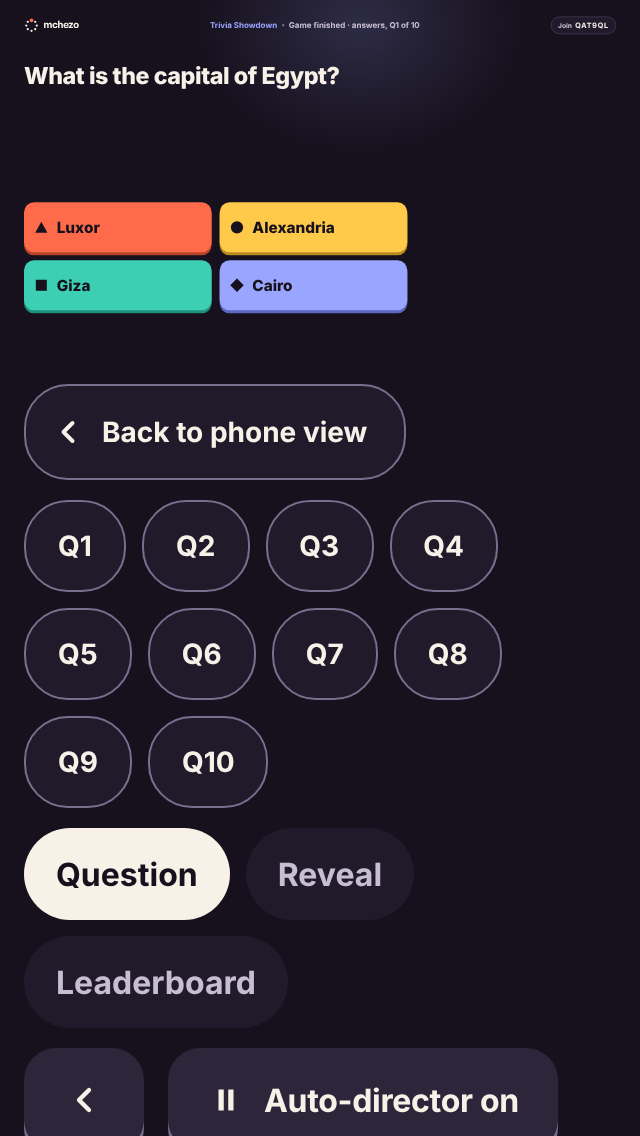 mchezo
Trivia Showdown • Game finished · answers, Q1 of 10
Join QAT9QL
What is the capital of Egypt?
Luxor
Alexandria
Giza
Cairo
Back to phone view
Q1 Q2 Q3 Q4
Q5 Q6 Q7 Q8
Q9 Q10
Question Reveal
Leaderboard
Auto-director on